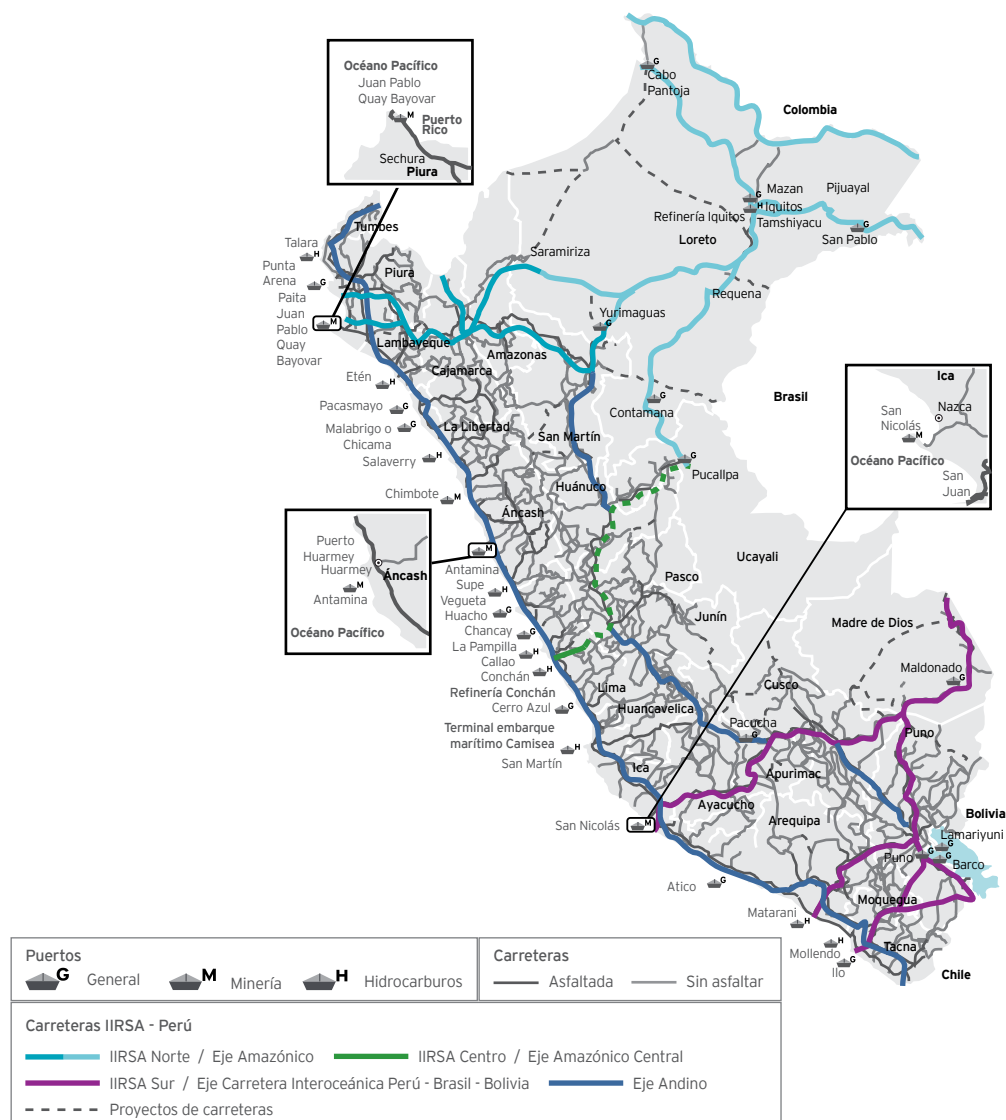 Océano Pacífico
Juan Pablo
Quay Bayovar
M
Puerto
Rico
Sechura
Piura
G
Cabo
Pantoja
Colombia
G
Mazan
Pijuayal
H
Iquitos
Refinería Iquitos
Tamshiyacu
G
San Pablo
Loreto
Tumbes
Talara
H
Punta
Arena
G
Paita
Juan
Pablo
M
Quay
Bayovar
Piura
Saramiriza
Requena
Yurimaguas
G
Lambayeque
Amazonas
Cajamarca
Etén
H
Brasil
Contamana
G
Pacasmayo
G
Malabrigo o
Chicama
G
La Libertad
San Martín
Salaverry
H
G
Pucallpa
Ica
San
Nicolás
M
Nazca
Océano Pacífico
San
Juan
Huánuco
Chimbote
M
Áncash
Puerto
Huarmey
Huarmey
Áncash
M
Antamina
Océano Pacífico
M
Antamina
Supe
H
Vegueta
Huacho
G
Chancay
G
La Pampilla
H
Callao
Conchán
H
Refinería Conchán
Cerro Azul
G
Terminal embarque
marítimo Camisea
H
San Martín
Ucayali
Pasco
Junín
Madre de Dios
Maldonado
G
Lima
Cusco
Huancavelica
Pacucha
G
Puno
Ica
Apurimac
Ayacucho
San Nicolás
M
Arequipa
Bolivia
Lamariyuni
G
Puno
G
G
Barco
Atico
G
Moquegua
Matarani
H
Mollendo
H
Ilo
G
Tacna
Chile
Puertos
G
General
M
Minería
H
Hidrocarburos
Carreteras
Asfaltada
Sin asfaltar
Carreteras IIRSA - Perú
IIRSA Norte / Eje Amazónico
IIRSA Centro / Eje Amazónico Central
IIRSA Sur / Eje Carretera Interoceánica Perú - Brasil - Bolivia
Eje Andino
Proyectos de carreteras